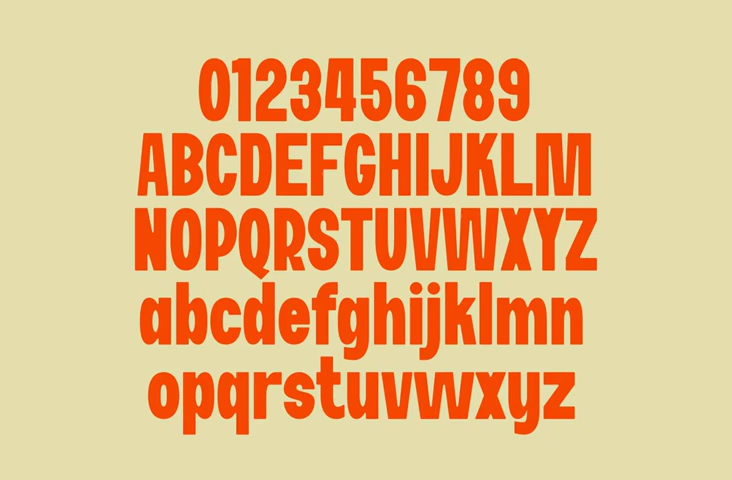 0123456789
ABCDEFGHIJKLM
NOPQRSTUVWXYZ
abcdefghijklmn
opqrstuvwxyz